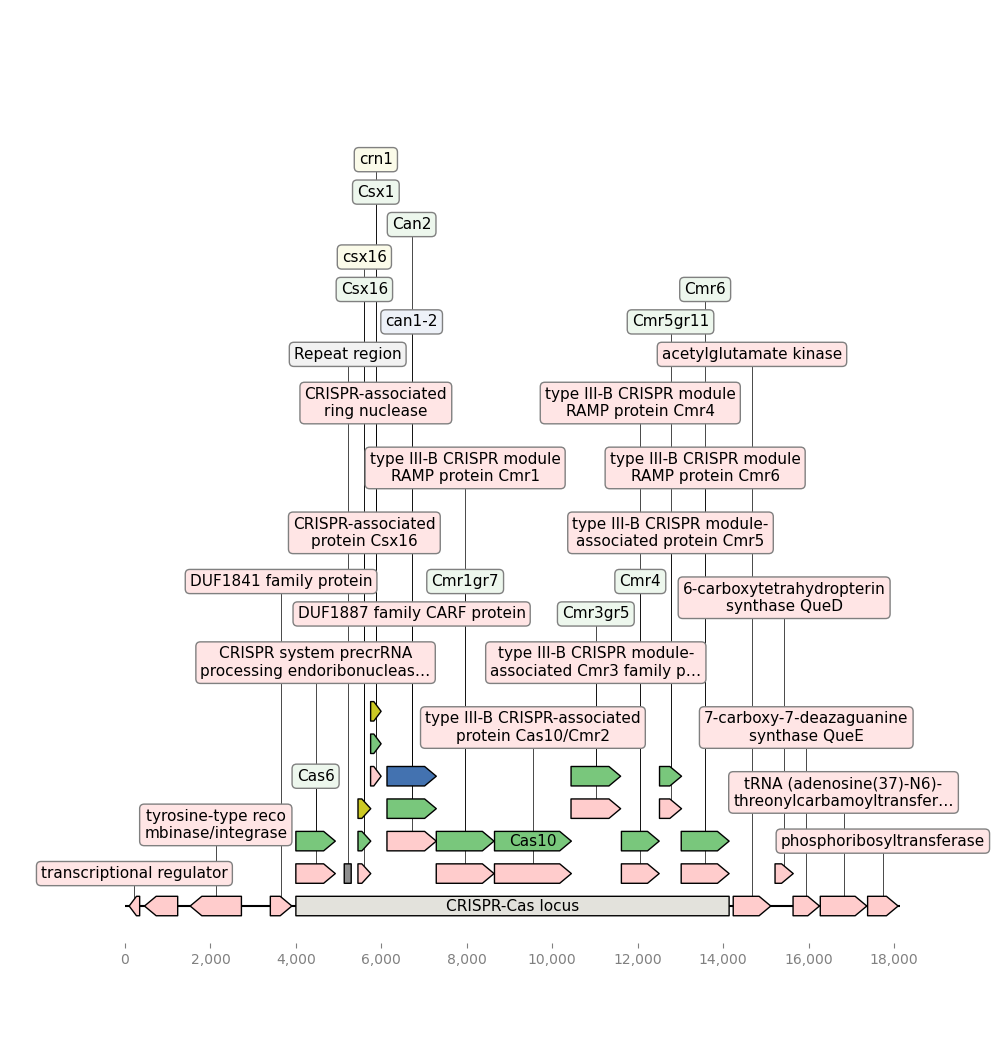 crn1
Csx1
Can2
csx16
Csx16
Cmr6
can1-2
Cmr5gr11
Repeat region
acetylglutamate kinase
CRISPR-associated
ring nuclease
type III-B CRISPR module
RAMP protein Cmr4
type III-B CRISPR module
RAMP protein Cmr1
type III-B CRISPR module
RAMP protein Cmr6
CRISPR-associated
protein Csx16
type III-B CRISPR module-
associated protein Cmr5
DUF1841 family protein
Cmr1gr7
Cmr4
6-carboxytetrahydropterin
synthase QueD
DUF1887 family CARF protein
Cmr3gr5
CRISPR system precrRNA
processing endoribonucleas…
type III-B CRISPR module-
associated Cmr3 family p…
type III-B CRISPR-associated
protein Cas10/Cmr2
7-carboxy-7-deazaguanine
synthase QueE
Cas6
tRNA (adenosine(37)-N6)-
threonylcarbamoyltransfer…
tyrosine-type reco
mbinase/integrase
Cas10
phosphoribosyltransferase
transcriptional regulator
CRISPR-Cas locus
0 2,000 4,000 6,000 8,000 10,000 12,000 14,000 16,000 18,000